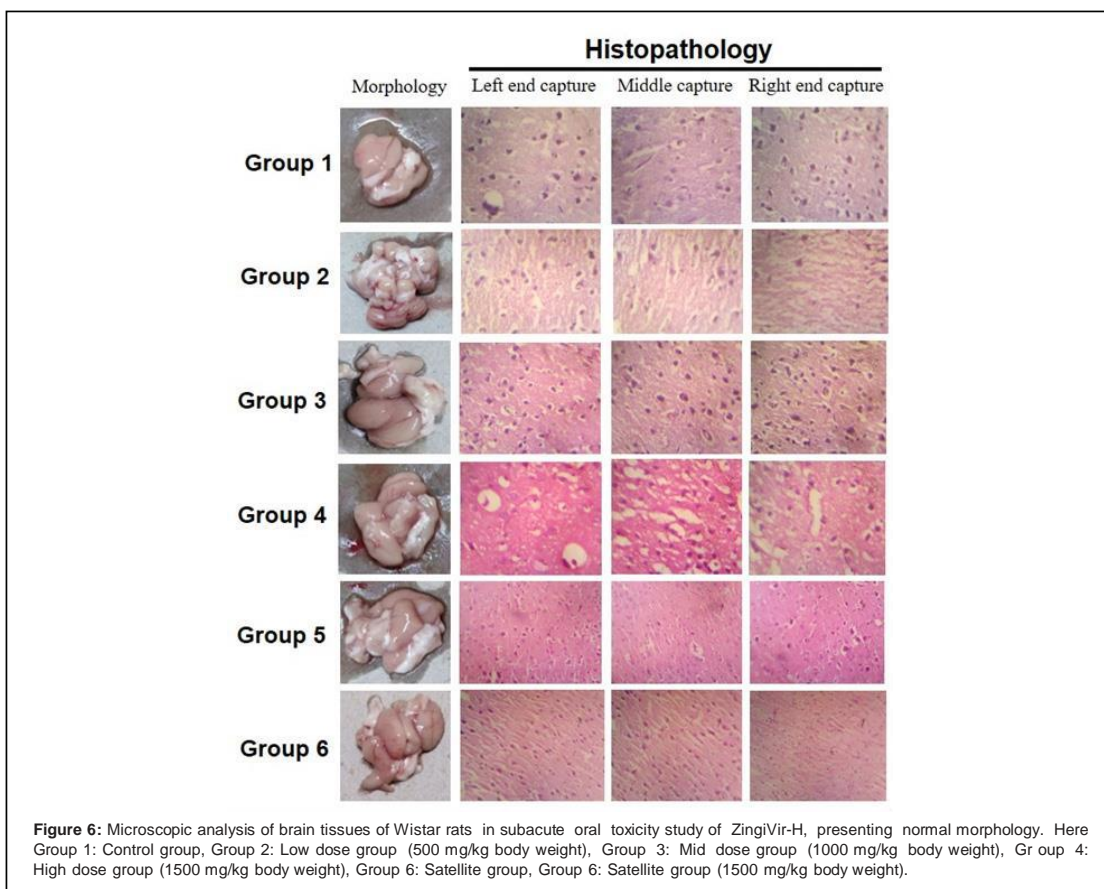 Histopathology
Morphology Left end capture Middle capture Right end capture
Group 1
Group 2
Group 3
Group 4
Group 5
Group 6
Figure 6: Microscopic analysis of brain tissues of Wistar rats in subacute oral toxicity study of ZingiVir-H, presenting normal morphology. Here
Group 1: Control group, Group 2: Low dose group (500 mg/kg body weight), Group 3: Mid dose group (1000 mg/kg body weight), Gr oup 4:
High dose group (1500 mg/kg body weight), Group 6: Satellite group, Group 6: Satellite group (1500 mg/kg body weight).